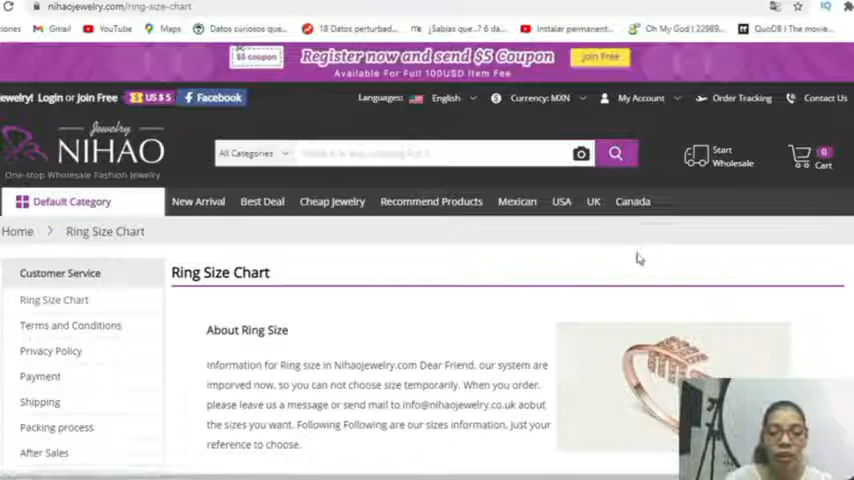 nihaojewelry.com/ring-size-chart
Gmail YouTube Maps Datos curiosos que... 18 Datos perturbad... ¿Sabías que...? 6 da... Instalar permanent... Oh My God ! 22989... QuoDB I The movie...
$5 coupon Register now and send $5 Coupon Join Free
Available For Full 100USD Item Fee
ewelry! Login or Join Free $ US$ 5 Facebook Languages: English Currency: MXN My Account Order Tracking Contact Us
Jewelry
NIHAO
One-stop Wholesale Fashion Jewelry
All Categories
Start Wholesale
0
Cart
Default Category New Arrival Best Deal Cheap Jewelry Recommend Products Mexican USA UK Canada
Home > Ring Size Chart
Customer Service
Ring Size Chart
Terms and Conditions
Privacy Policy
Payment
Shipping
Packing process
After Sales
Ring Size Chart
About Ring Size
Information for Ring size in Nihaojewelry.com Dear Friend, our system are
imporved now, so you can not choose size temporarily. When you order,
please leave us a message or send mail to info@nihaojewelry.co.uk aobut
the sizes you want. Following Following are our sizes information, just your
reference to choose.